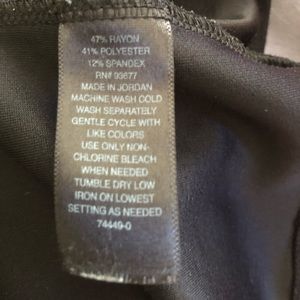 47% RAYON
41% POLYESTER
12% SPANDEX
RN# 93677
MADE IN JORDAN
MACHINE WASH COLD
WASH SEPARATELY
GENTLE CYCLE WITH
LIKE COLORS
USE ONLY NON-
CHLORINE BLEACH
WHEN NEEDED
TUMBLE DRY LOW
IRON ON LOWEST
SETTING AS NEEDED
74449-0